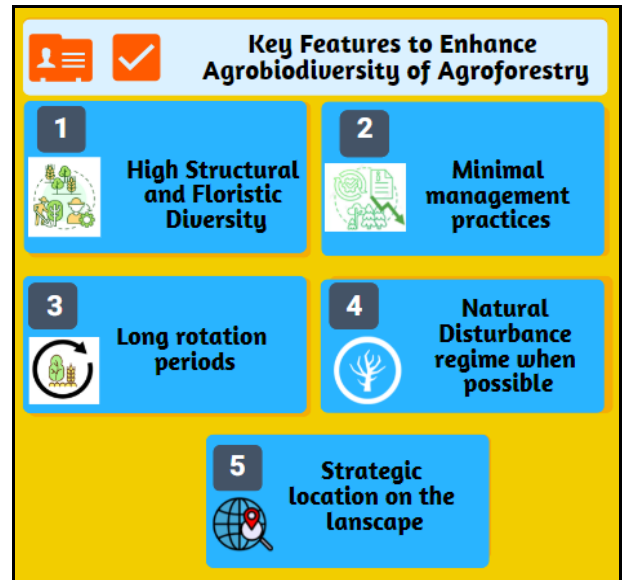 Key Features to Enhance
Agrobiodiversity of Agroforestry
1
High Structural
and Floristic
Diversity
2
Minimal
management
practices
3
Long rotation
periods
4
Natural
Disturbance
regime when
possible
5
Strategic
location on the
lanscape